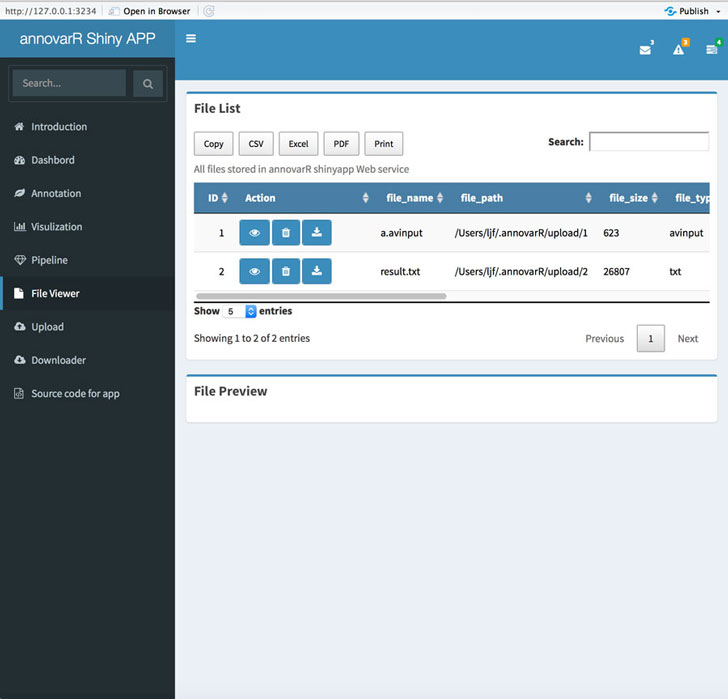 http://127.0.0.1:3234 Open in Browser Publish
annovarR Shiny APP
3 3 4
Search...
Introduction
Dashbord
Annotation
Visulization
Pipeline
File Viewer
Upload
Downloader
Source code for app
File List
Copy CSV Excel PDF Print Search:
All files stored in annovarR shinyapp Web service
ID Action file_name file_path file_size file_typ
1 a.avinput /Users/ljf/.annovarR/upload/1 623 avinput
2 result.txt /Users/ljf/.annovarR/upload/2 26807 txt
Show 5 entries
Showing 1 to 2 of 2 entries Previous 1 Next
File Preview